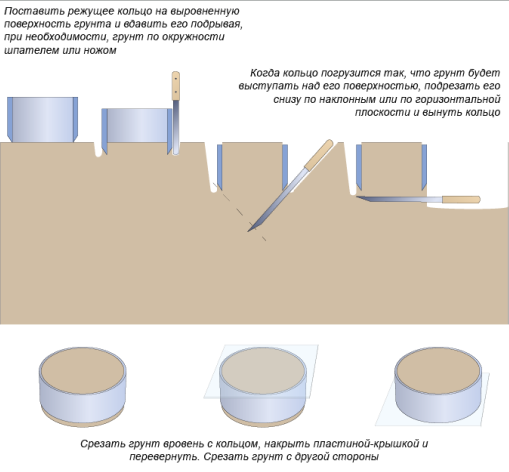 Поставить режущее кольцо на выровненную
поверхность грунта и вдавить его подрывая,
при необходимости, грунт по окружности
шпателем или ножом
Когда кольцо погрузится так, что грунт будет
выступать над его поверхностью, подрезать его
снизу по наклонным или по горизонтальной
плоскости и вынуть кольцо
Срезать грунт вровень с кольцом, накрыть пластиной-крышкой и
перевернуть. Срезать грунт с другой стороны